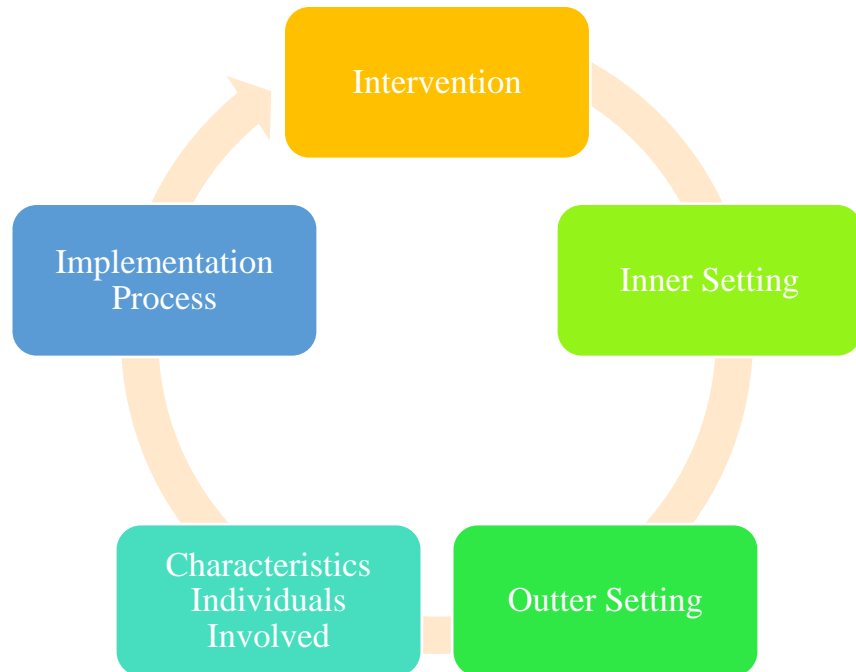 Intervention
Inner Setting
Outter Setting
Characteristics
Individuals
Involved
Implementation
Process